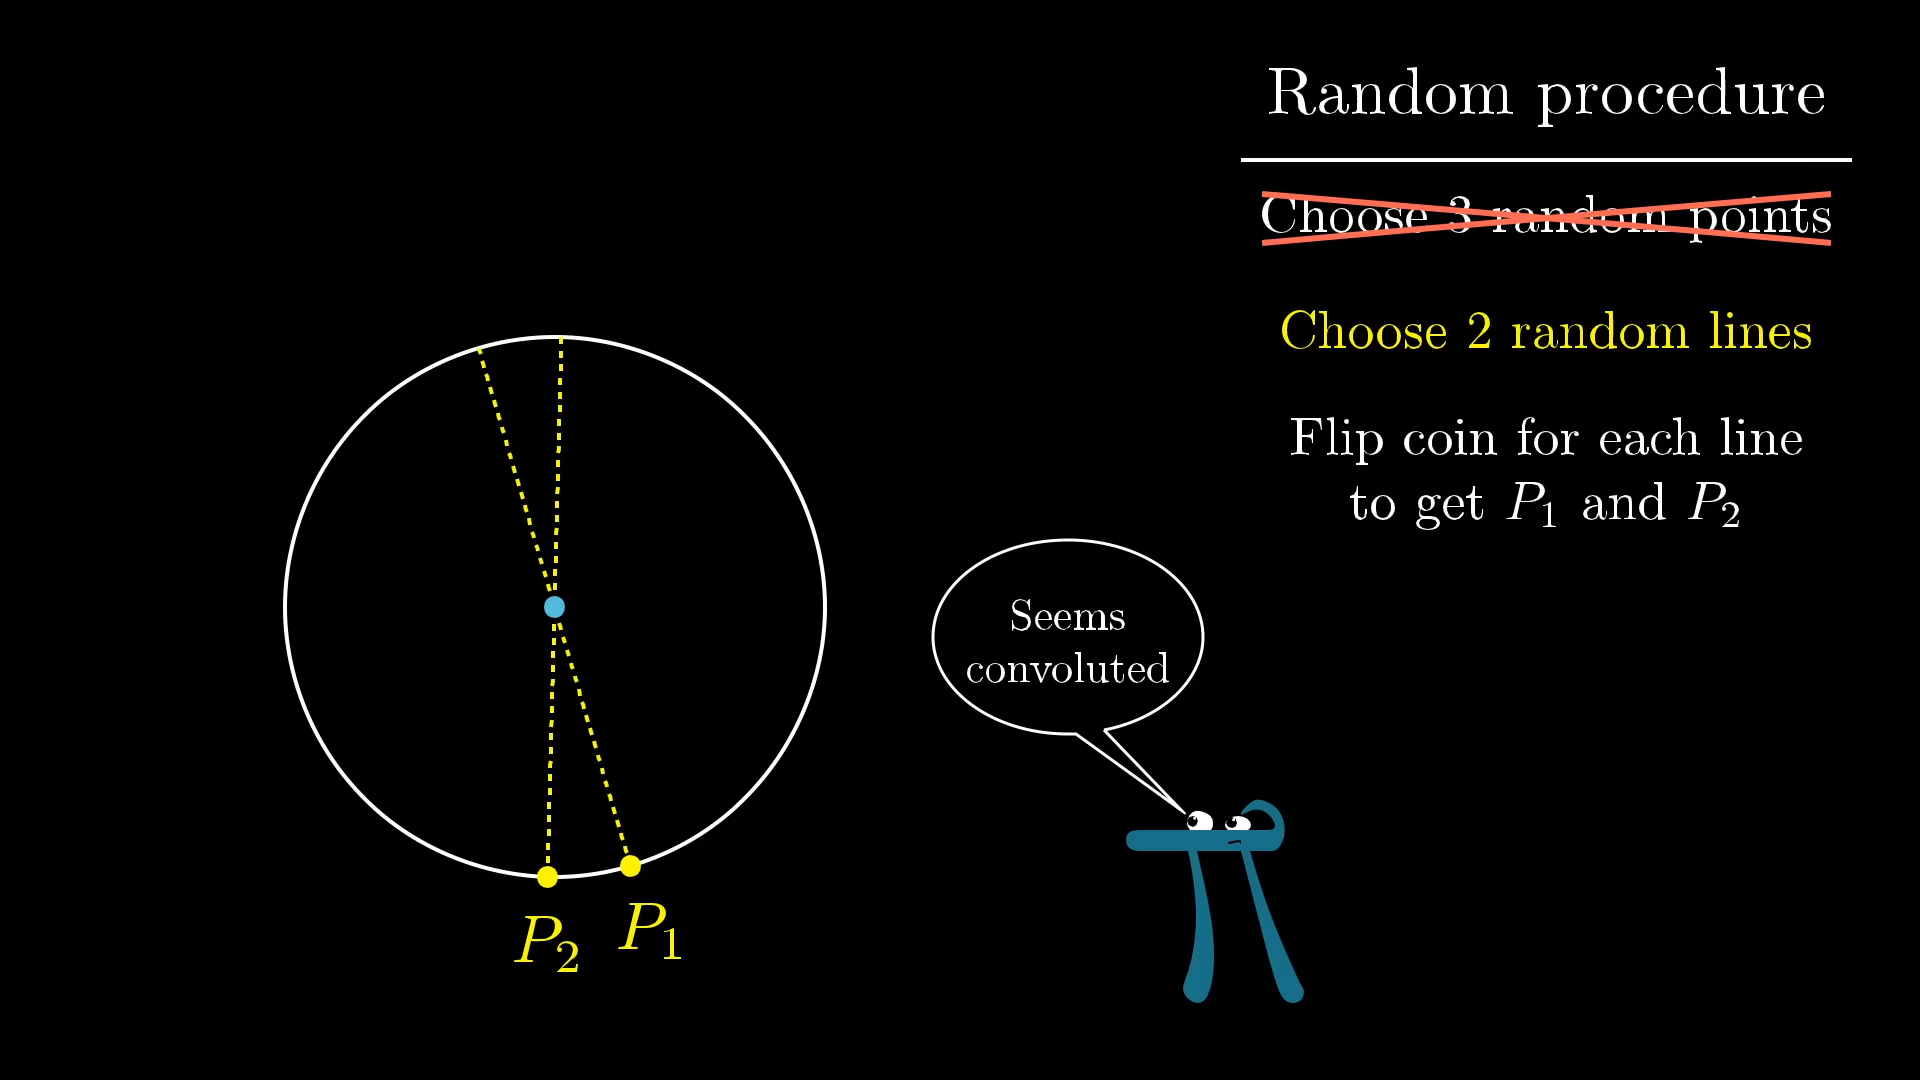 Random procedure
Choose 3 random points
Choose 2 random lines
Flip coin for each line
to get P₁ and P₂
Seems
convoluted
P₂ P₁